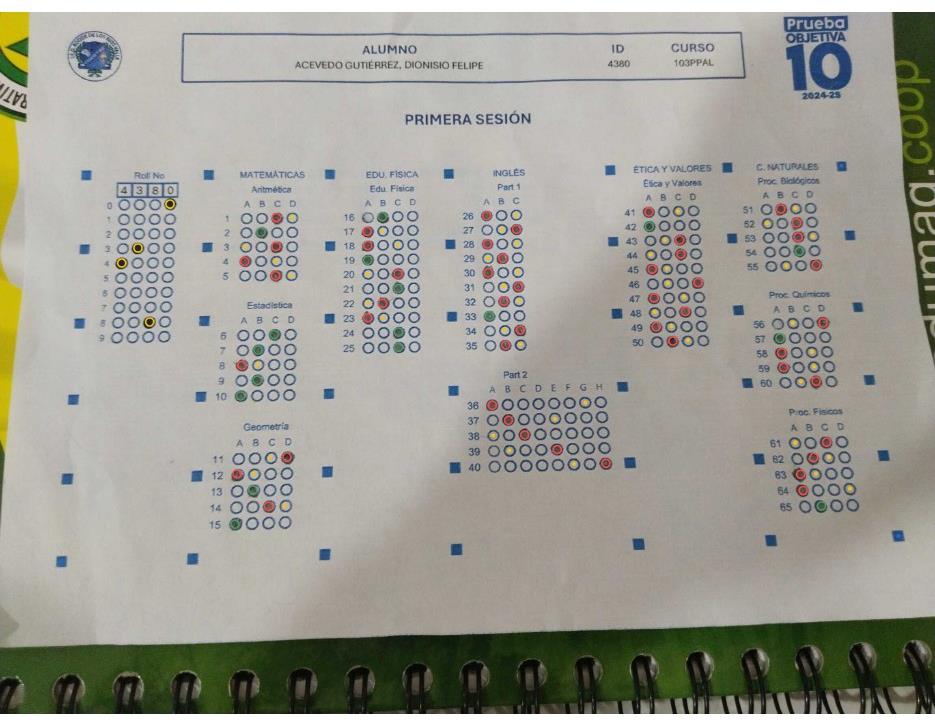 Prueba
OBJETIVA
10
2024-25
ALUMNO ID CURSO
ACEVEDO GUTIÉRREZ, DIONISIO FELIPE 4380 103PPAL
PRIMERA SESIÓN
Roll No
4 3 8 0
0
1
2
3
4
5
6
7
8
9
MATEMÁTICAS
Aritmética
A B C D
1
2
3
4
5
Estadística
A B C D
6
7
8
9
10
Geometría
A B C D
11
12
13
14
15
EDU. FÍSICA
Edu. Física
A B C D
16
17
18
19
20
21
22
23
24
25
INGLÉS
Part 1
A B C
26
27
28
29
30
31
32
33
34
35
Part 2
A B C D E F G H
36
37
38
39
40
ÉTICA Y VALORES
Ética y Valores
A B C D
41
42
43
44
45
46
47
48
49
50
C. NATURALES
Proc. Biológicos
A B C D
51
52
53
54
55
Proc. Químicos
A B C D
56
57
58
59
60
Proc. Físicos
A B C D
61
62
63
64
65
umad.coop